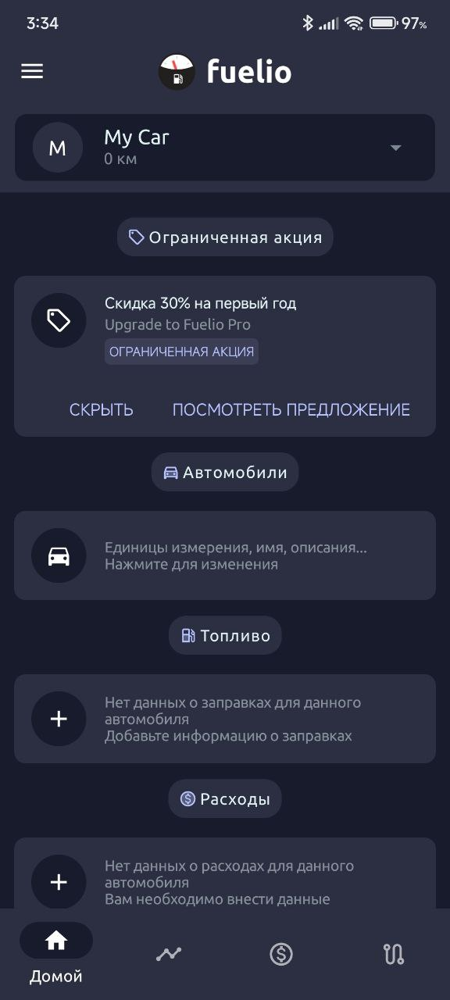 3:34
97%
fuelio
M
My Car
0 км
Ограниченная акция
Скидка 30% на первый год
Upgrade to Fuelio Pro
ОГРАНИЧЕННАЯ АКЦИЯ
СКРЫТЬ ПОСМОТРЕТЬ ПРЕДЛОЖЕНИЕ
Автомобили
Единицы измерения, имя, описания...
Нажмите для изменения
Топливо
Нет данных о заправках для данного
автомобиля
Добавьте информацию о заправках
Расходы
Нет данных о расходах для данного
автомобиля
Вам необходимо внести данные
Домой